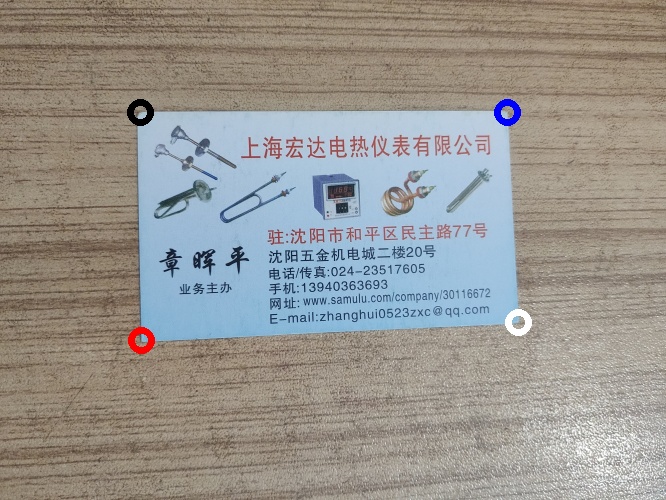 上海宏达电热仪表有限公司
驻:沈阳市和平区民主路77号
章晖平
业务主办
沈阳五金机电城二楼20号
电话/传真:024-23517605
手机:13940363693
网址: www.samulu.com/company/30116672
E-mail:zhanghui0523zxc@qq.com